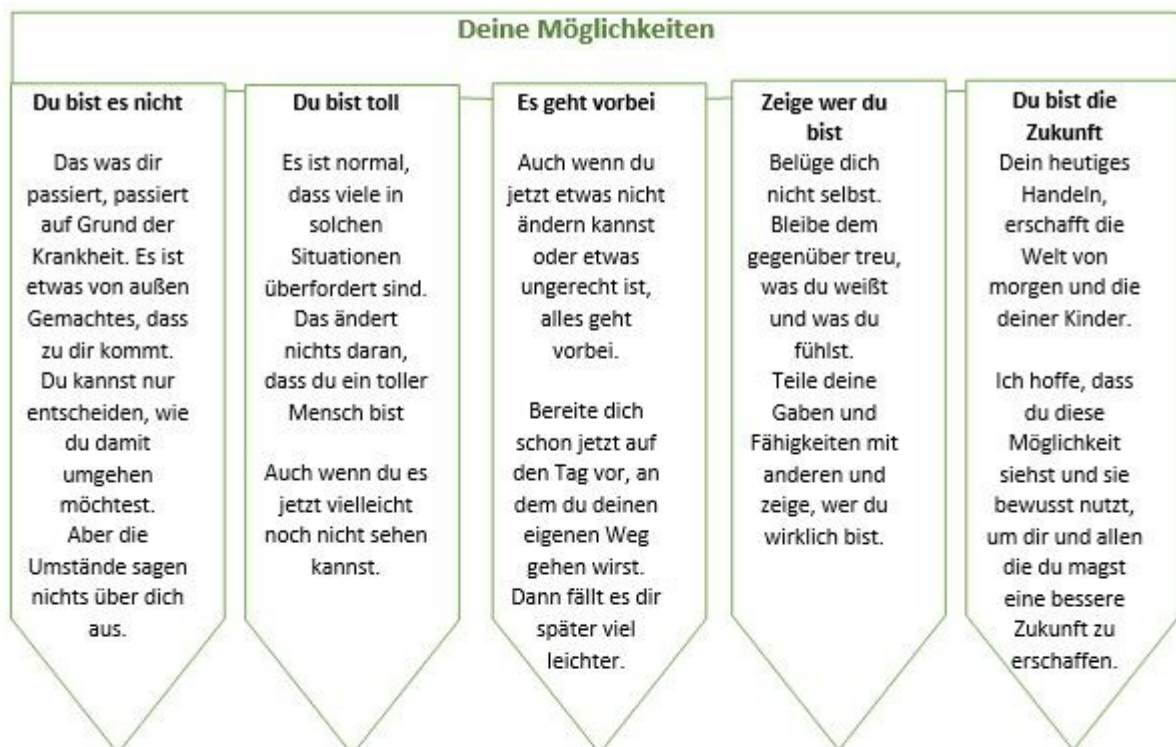 Deine Möglichkeiten
Du bist es nicht
Das was dir
passiert, passiert
auf Grund der
Krankheit. Es ist
etwas von außen
Gemachtes, dass
zu dir kommt.
Du kannst nur
entscheiden, wie
du damit
umgehen
möchtest.
Aber die
Umstände sagen
nichts über dich
aus.
Du bist toll
Es ist normal,
dass viele in
solchen
Situationen
überfordert sind.
Das ändert
nichts daran,
dass du ein toller
Mensch bist
Auch wenn du es
jetzt vielleicht
noch nicht sehen
kannst.
Es geht vorbei
Auch wenn du
jetzt etwas nicht
ändern kannst
oder etwas
ungerecht ist,
alles geht
vorbei.
Bereite dich
schon jetzt auf
den Tag vor, an
dem du deinen
eigenen Weg
gehen wirst.
Dann fällt es dir
später viel
leichter.
Zeige wer du
bist
Belüge dich
nicht selbst.
Bleibe dem
gegenüber treu,
was du weißt
und was du
fühlst.
Teile deine
Gaben und
Fähigkeiten mit
anderen und
zeige, wer du
wirklich bist.
Du bist die
Zukunft
Dein heutiges
Handeln,
erschafft die
Welt von
morgen und die
deiner Kinder.
Ich hoffe, dass
du diese
Möglichkeit
siehst und sie
bewusst nutzt,
um dir und allen
die du magst
eine bessere
Zukunft zu
erschaffen.